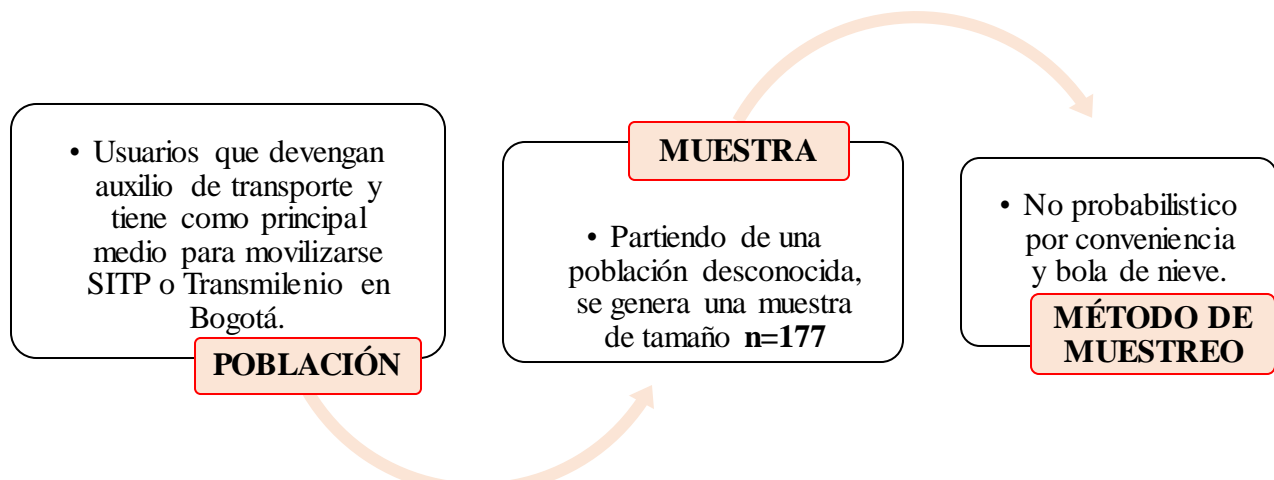 • Usuarios que devengan
auxilio de transporte y
tiene como principal
medio para movilizarse
SITP o Transmilenio en
Bogotá.
POBLACIÓN
MUESTRA
• Partiendo de una
población desconocida,
se genera una muestra
de tamaño n=177
• No probabilistico
por conveniencia
y bola de nieve.
MÉTODO DE
MUESTREO